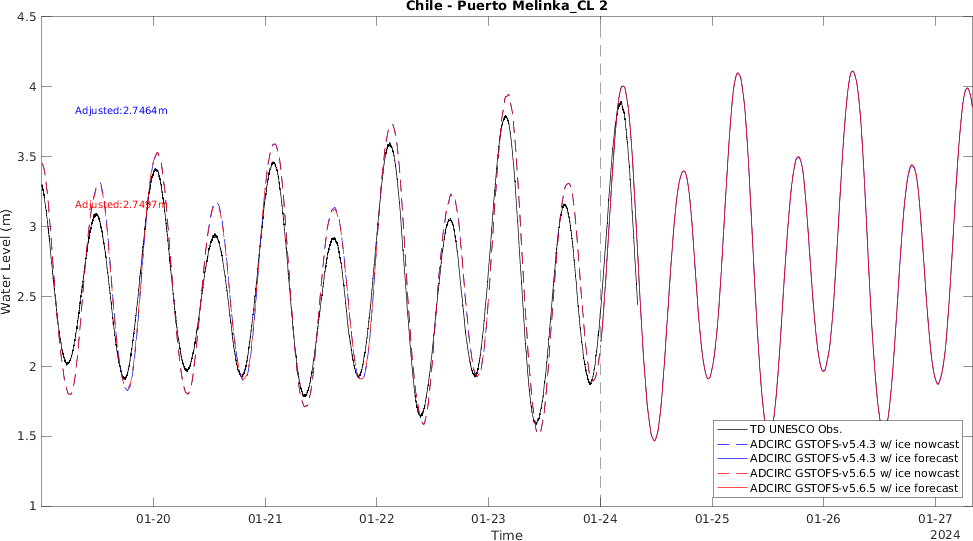 Chile - Puerto Melinka_CL 2
4.5
4
3.5
3
2.5
2
1.5
1
Water Level (m)
Adjusted:2.7464m
Adjusted:2.7497m
TD UNESCO Obs.
ADCIRC GSTOFS-v5.4.3 w/ ice nowcast
ADCIRC GSTOFS-v5.4.3 w/ ice forecast
ADCIRC GSTOFS-v5.6.5 w/ ice nowcast
ADCIRC GSTOFS-v5.6.5 w/ ice forecast
01-20 01-21 01-22 01-23 01-24 01-25 01-26 01-27
Time
2024